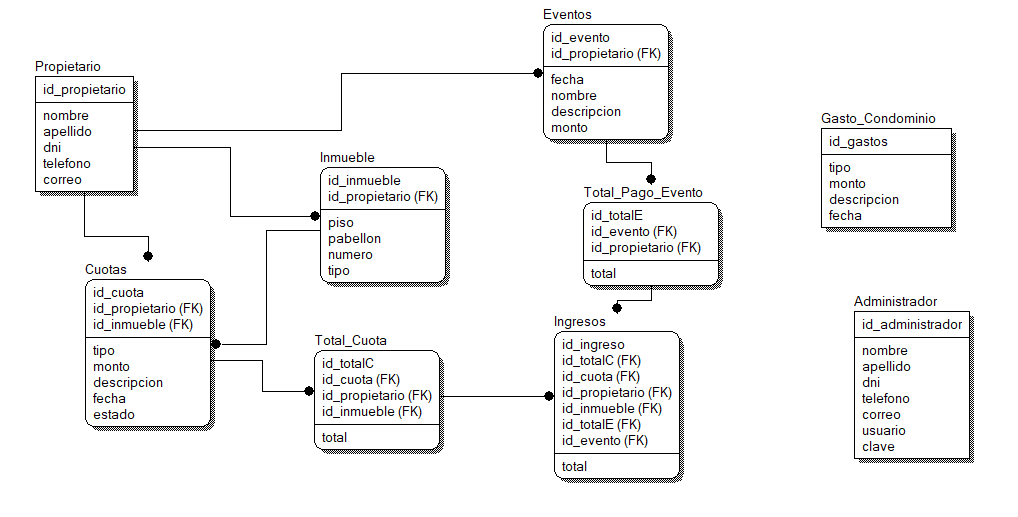 Eventos
id_evento
id_propietario (FK)
fecha
nombre
descripcion
monto
Propietario
id_propietario
nombre
apellido
dni
telefono
correo
Inmueble
id_inmueble
id_propietario (FK)
piso
pabellon
numero
tipo
Gasto_Condominio
id_gastos
tipo
monto
descripcion
fecha
Total_Pago_Evento
id_totalE
id_evento (FK)
id_propietario (FK)
total
Cuotas
id_cuota
id_propietario (FK)
id_inmueble (FK)
tipo
monto
descripcion
fecha
estado
Total_Cuota
id_totalC
id_cuota (FK)
id_propietario (FK)
id_inmueble (FK)
total
Ingresos
id_ingreso
id_totalC (FK)
id_cuota (FK)
id_propietario (FK)
id_inmueble (FK)
id_totalE (FK)
id_evento (FK)
total
Administrador
id_administrador
nombre
apellido
dni
telefono
correo
usuario
clave